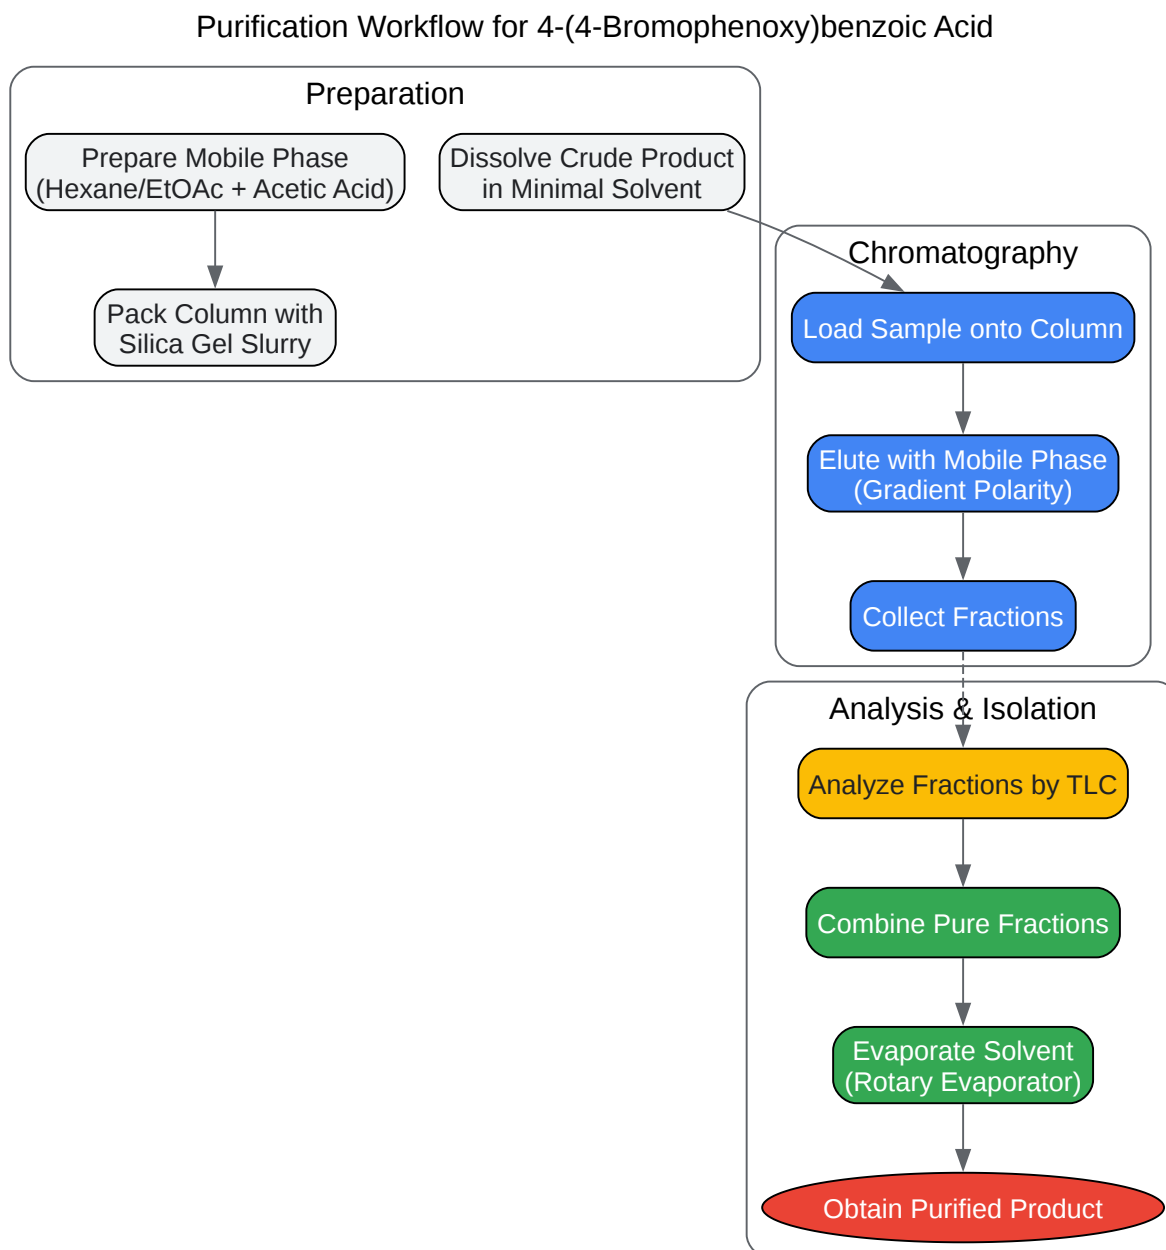 Purification Workflow for 4-(4-Bromophenoxy)benzoic Acid
Preparation
Prepare Mobile Phase
(Hexane/EtOAc + Acetic Acid)
Dissolve Crude Product
in Minimal Solvent
Pack Column with
Silica Gel Slurry
Chromatography
Load Sample onto Column
Elute with Mobile Phase
(Gradient Polarity)
Collect Fractions
Analysis & Isolation
Analyze Fractions by TLC
Combine Pure Fractions
Evaporate Solvent
(Rotary Evaporator)
Obtain Purified Product